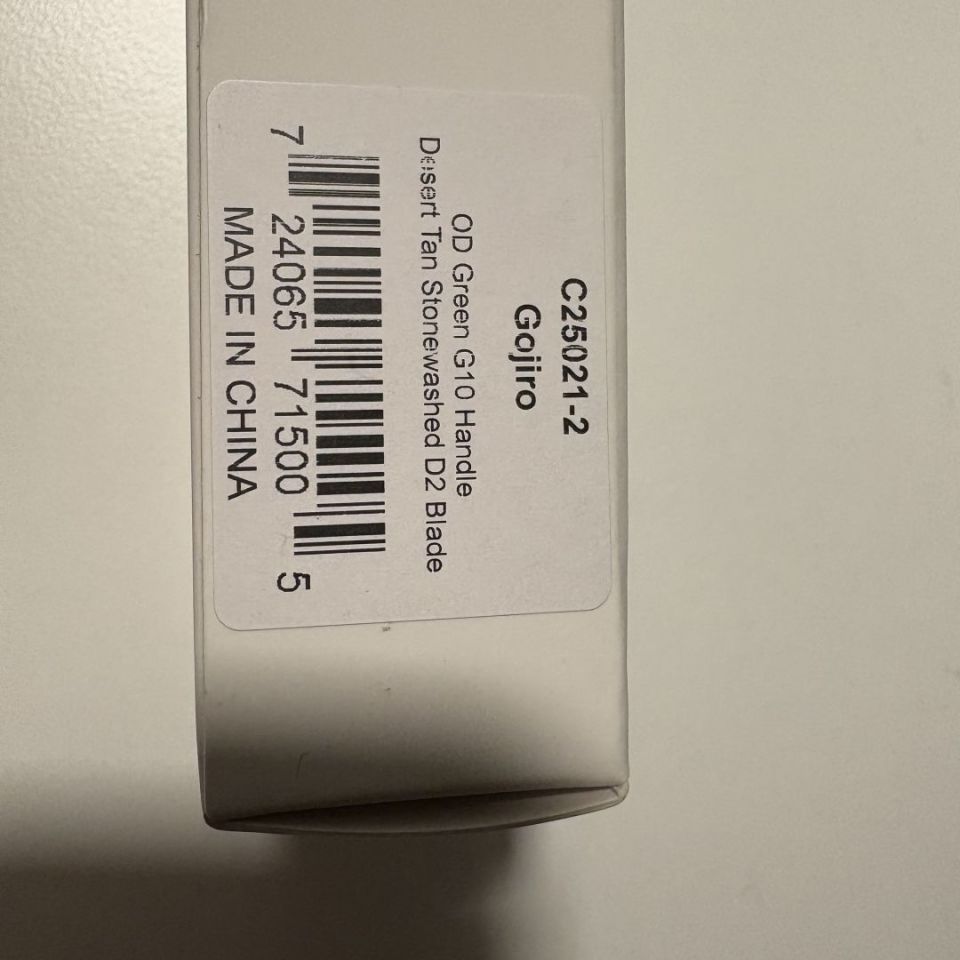 C25021-2
Gojiro
OD Green G10 Handle
Desert Tan Stonewashed D2 Blade
7 24065 71500 5
MADE IN CHINA